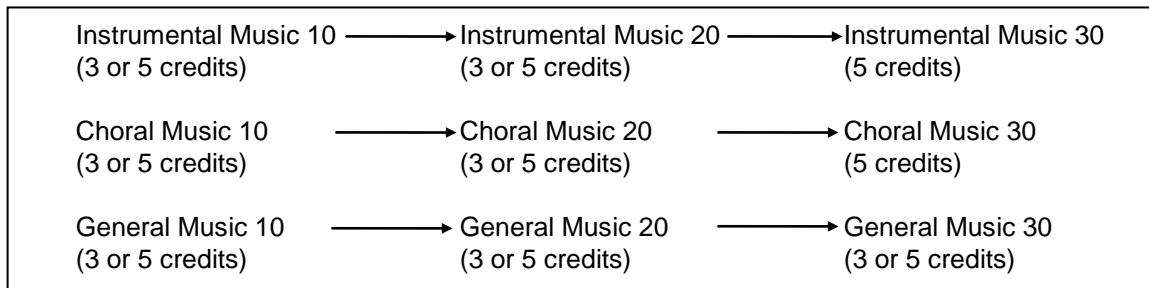 Instrumental Music 10 Instrumental Music 20 Instrumental Music 30
(3 or 5 credits) (3 or 5 credits) (5 credits)
Choral Music 10 Choral Music 20 Choral Music 30
(3 or 5 credits) (3 or 5 credits) (5 credits)
General Music 10 General Music 20 General Music 30
(3 or 5 credits) (3 or 5 credits) (3 or 5 credits)